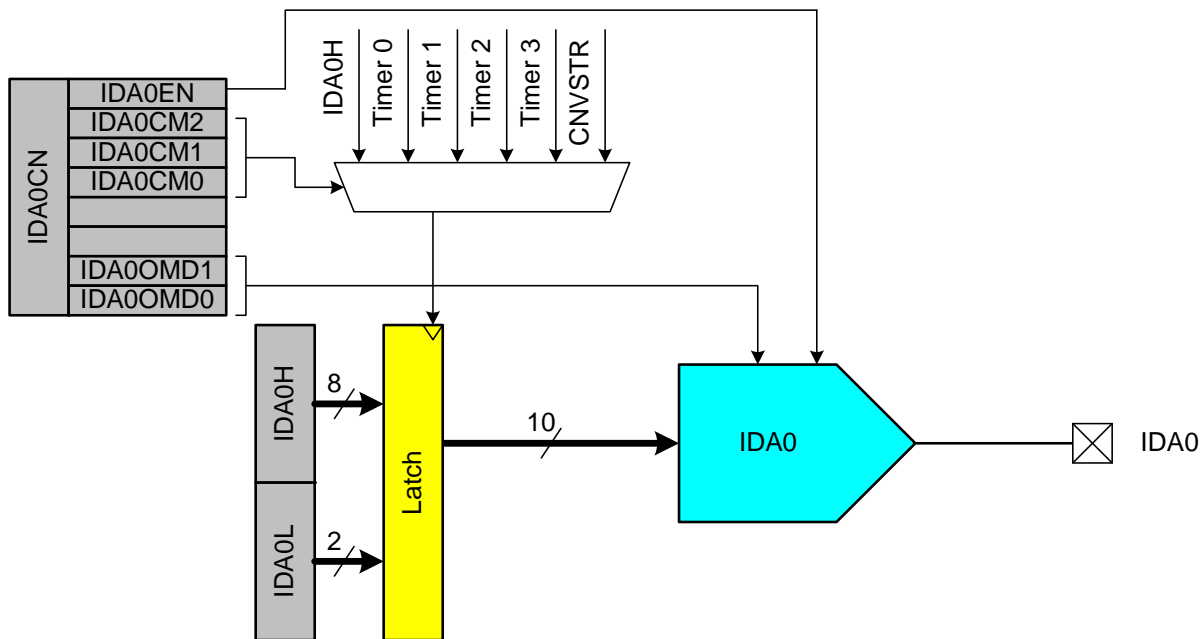 IDA0CN
IDA0EN
IDA0CM2
IDA0CM1
IDA0CM0
IDA0OMD1
IDA0OMD0
IDA0H
Timer 0
Timer 1
Timer 2
Timer 3
CNVSTR
IDA0H
8
IDA0L
2
Latch
10
IDA0
IDA0